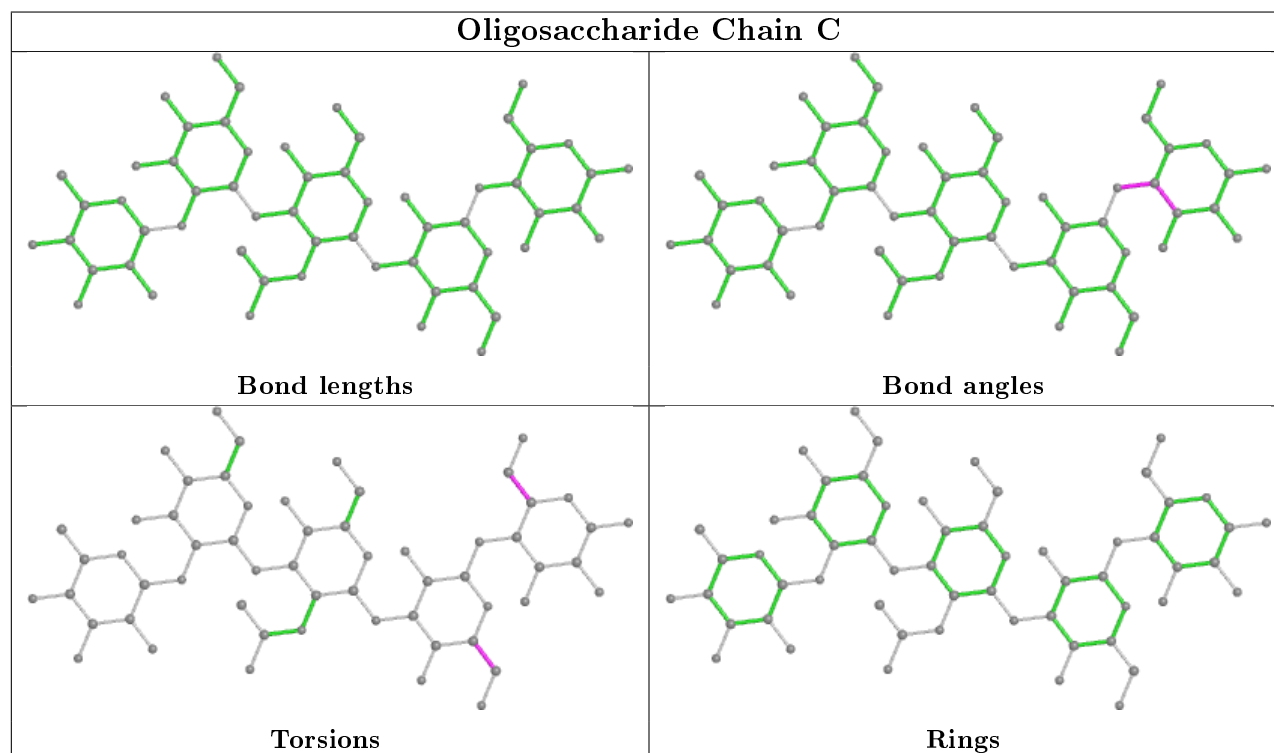 Oligosaccharide Chain C
Bond lengths
Bond angles
Torsions
Rings